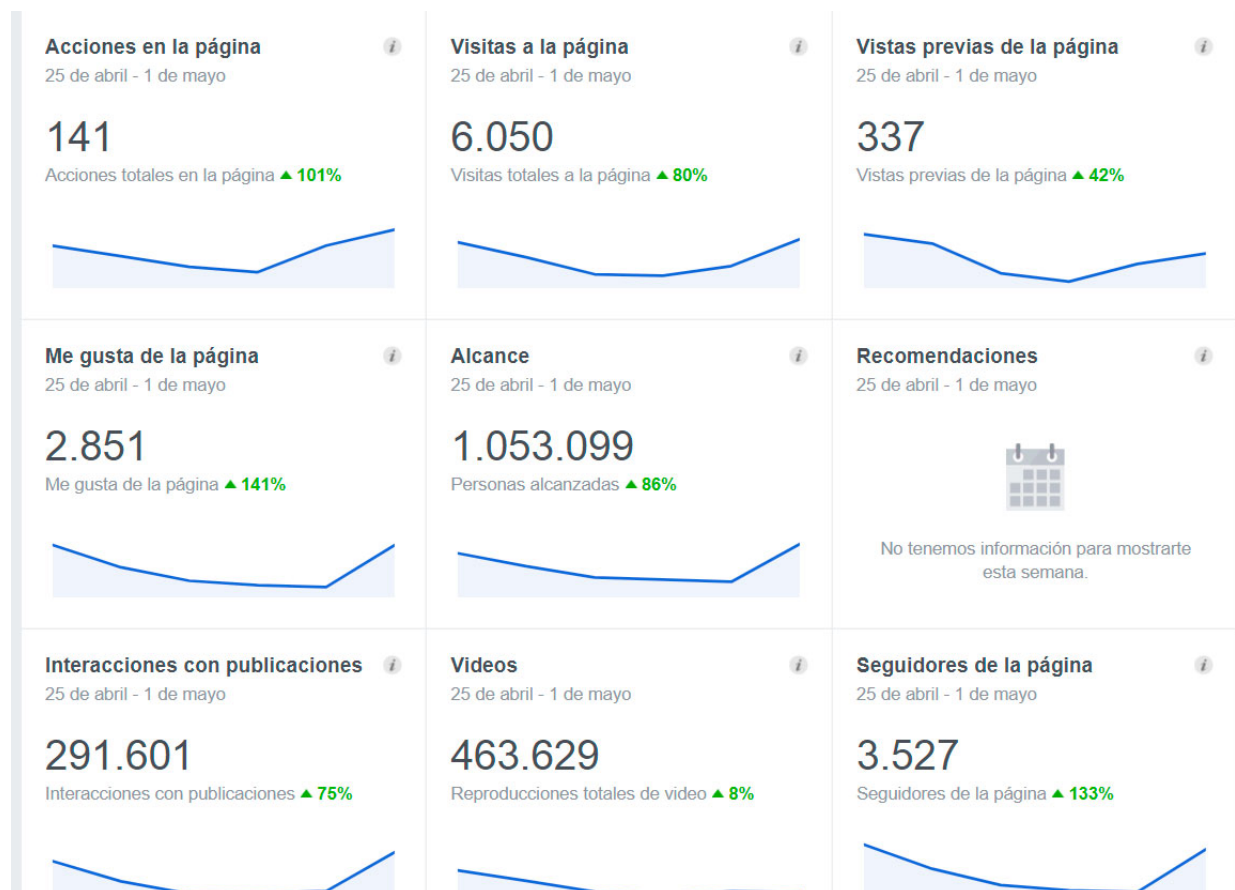 Acciones en la página
25 de abril - 1 de mayo
141
Acciones totales en la página ▲ 101%
Visitas a la página
25 de abril - 1 de mayo
6.050
Visitas totales a la página ▲ 80%
Vistas previas de la página
25 de abril - 1 de mayo
337
Vistas previas de la página ▲ 42%
Me gusta de la página
25 de abril - 1 de mayo
2.851
Me gusta de la página ▲ 141%
Alcance
25 de abril - 1 de mayo
1.053.099
Personas alcanzadas ▲ 86%
Recomendaciones
25 de abril - 1 de mayo
No tenemos información para mostrarte
esta semana.
Interacciones con publicaciones
25 de abril - 1 de mayo
291.601
Interacciones con publicaciones ▲ 75%
Videos
25 de abril - 1 de mayo
463.629
Reproducciones totales de video ▲ 8%
Seguidores de la página
25 de abril - 1 de mayo
3.527
Seguidores de la página ▲ 133%